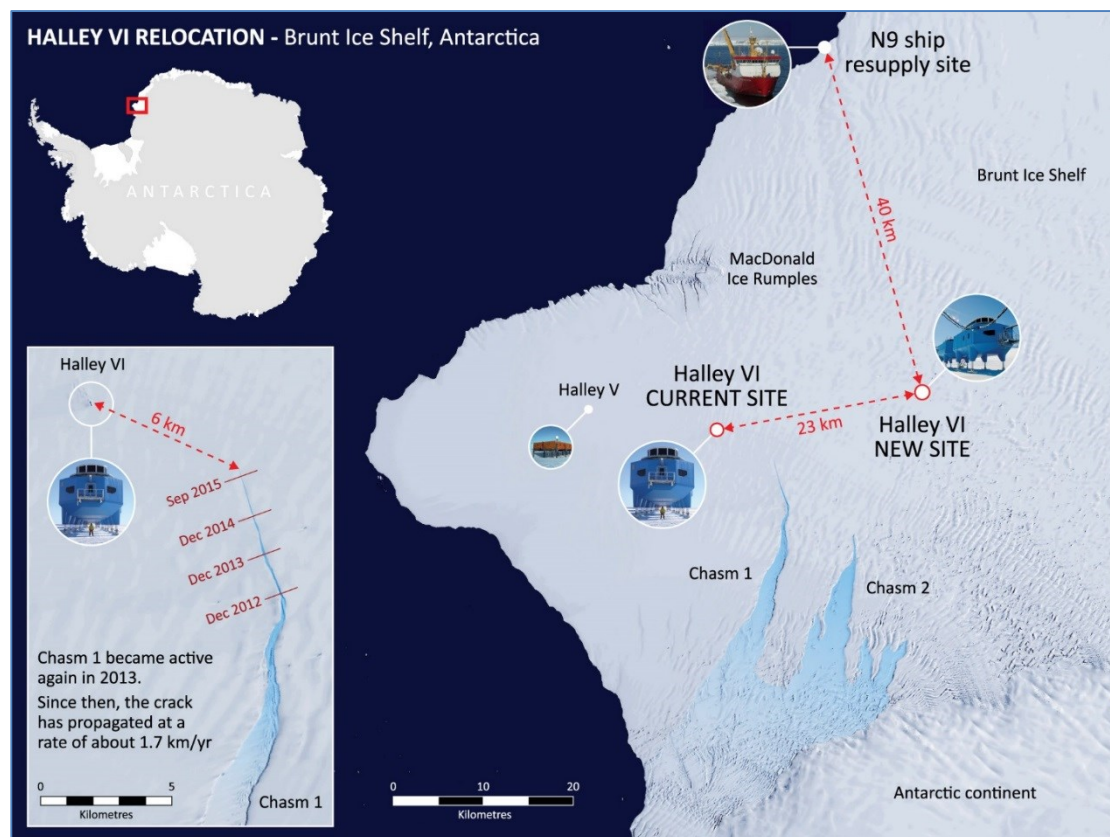 HALLEY VI RELOCATION - Brunt Ice Shelf, Antarctica
ANTARCTICA
N9 ship
resupply site
Brunt Ice Shelf
40 km
MacDonald
Ice Rumples
Halley V
Halley VI
CURRENT SITE
23 km
Halley VI
NEW SITE
Chasm 1
Chasm 2
Antarctic continent
0 10 20
Kilometres
Halley VI
6 km
Sep 2015
Dec 2014
Dec 2013
Dec 2012
Chasm 1 became active
again in 2013.
Since then, the crack
has propagated at a
rate of about 1.7 km/yr
0 5
Kilometres
Chasm 1